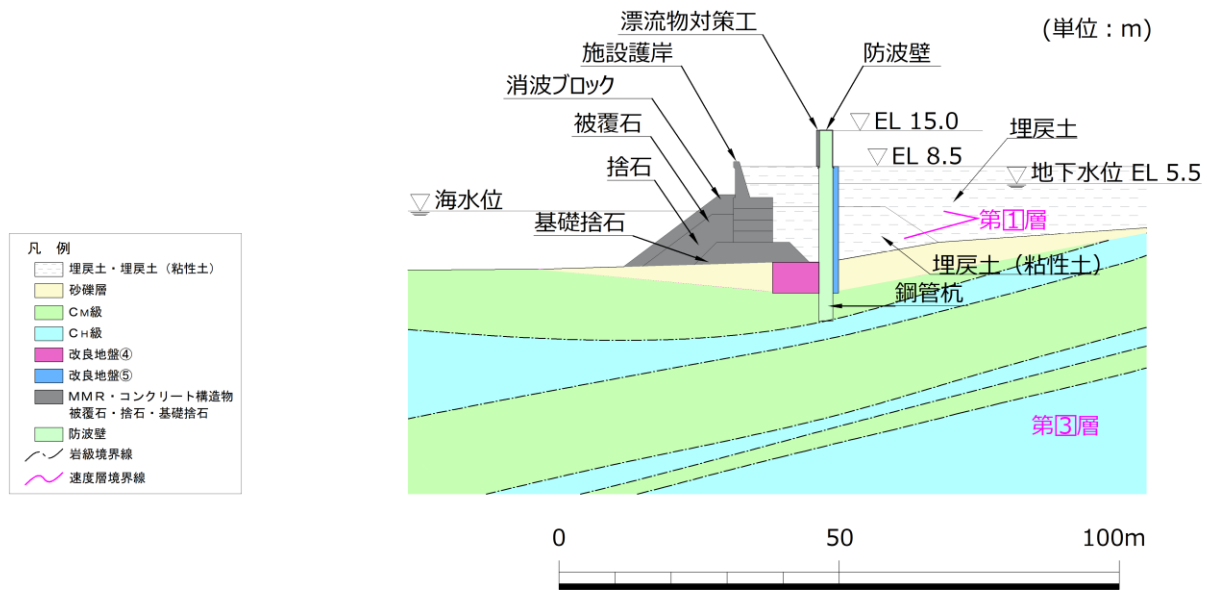 (単位:m)
漂流物対策工
施設護岸
防波壁
消波ブロック
被覆石
捨石
基礎捨石
EL 15.0
EL 8.5
埋戻土
地下水位 EL 5.5
海水位
第1層
埋戻土(粘性土)
鋼管杭
第3層
凡 例
埋戻土・埋戻土(粘性土)
砂礫層
CM級
CH級
改良地盤④
改良地盤⑤
MMR・コンクリート構造物
被覆石・捨石・基礎捨石
防波壁
岩級境界線
速度層境界線
0
50
100m